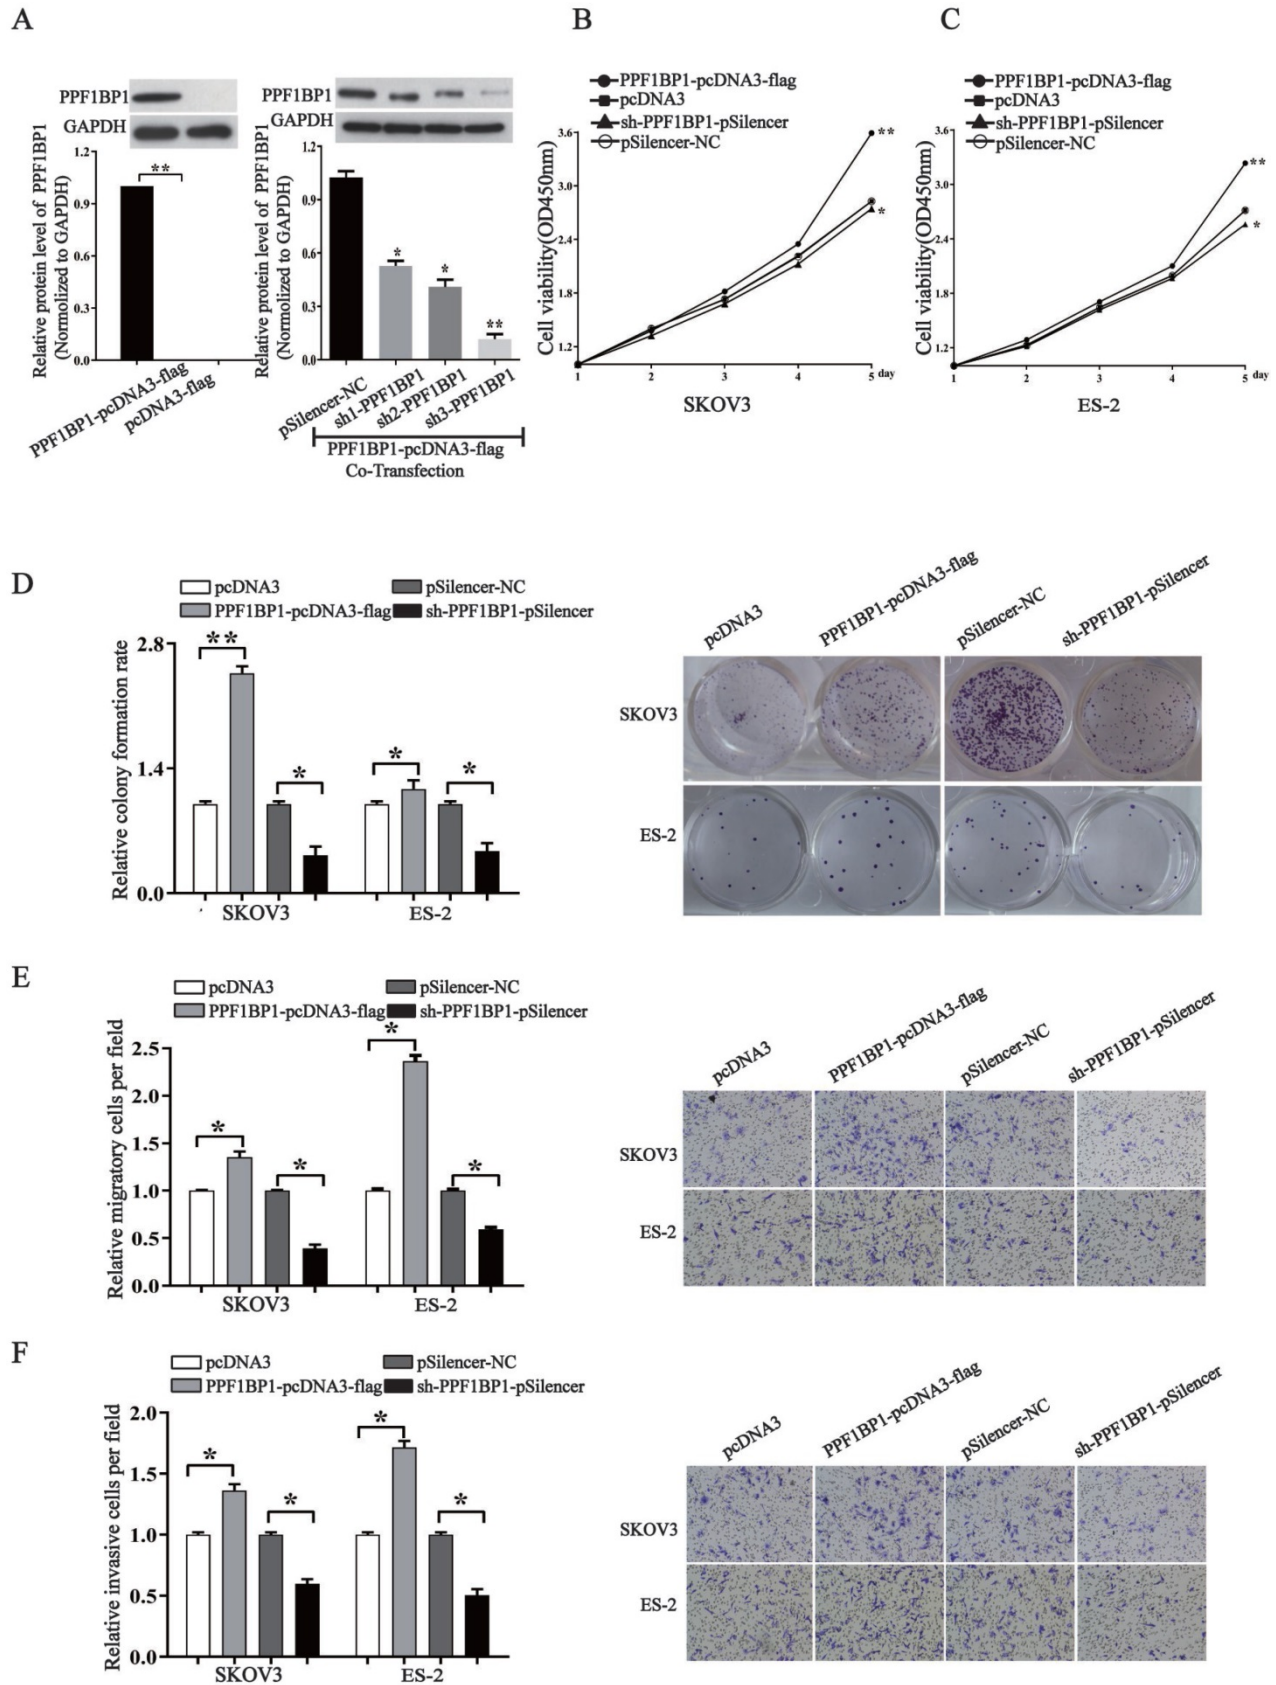 A
PPF1BP1
GAPDH
Relative protein level of PPF1BP1
(Normolized to GAPDH)
1.2
0.9
0.6
0.3
0.0
**
PPF1BP1-pcDNA3-flag
pcDNA3-flag
PPF1BP1
GAPDH
Relative protein level of PPF1BP1
(Normolized to GAPDH)
1.2
0.9
0.6
0.3
0.0
*
*
**
pSilencer-NC
sh1-PPF1BP1
sh2-PPF1BP1
sh3-PPF1BP1
PPF1BP1-pcDNA3-flag
Co-Transfection
B
PPF1BP1-pcDNA3-flag
pcDNA3
sh-PPF1BP1-pSilencer
pSilencer-NC
Cell viability(OD450nm)
3.6
3.0
2.4
1.8
1.2
**
*
1 2 3 4 5 day
SKOV3
C
PPF1BP1-pcDNA3-flag
pcDNA3
sh-PPF1BP1-pSilencer
pSilencer-NC
Cell viability(OD450nm)
3.6
3.0
2.4
1.8
1.2
**
*
1 2 3 4 5 day
ES-2
D
pcDNA3
pSilencer-NC
PPF1BP1-pcDNA3-flag
sh-PPF1BP1-pSilencer
Relative colony formation rate
2.8
1.4
0.0
**
*
*
*
SKOV3
ES-2
pcDNA3
PPF1BP1-pcDNA3-flag
pSilencer-NC
sh-PPF1BP1-pSilencer
SKOV3
ES-2
E
pcDNA3
pSilencer-NC
PPF1BP1-pcDNA3-flag
sh-PPF1BP1-pSilencer
Relative migratory cells per field
2.5
2.0
1.5
1.0
0.5
0.0
*
*
*
*
SKOV3
ES-2
pcDNA3
PPF1BP1-pcDNA3-flag
pSilencer-NC
sh-PPF1BP1-pSilencer
SKOV3
ES-2
F
pcDNA3
pSilencer-NC
PPF1BP1-pcDNA3-flag
sh-PPF1BP1-pSilencer
Relative invasive cells per field
2.0
1.5
1.0
0.5
0.0
*
*
*
*
SKOV3
ES-2
pcDNA3
PPF1BP1-pcDNA3-flag
pSilencer-NC
sh-PPF1BP1-pSilencer
SKOV3
ES-2